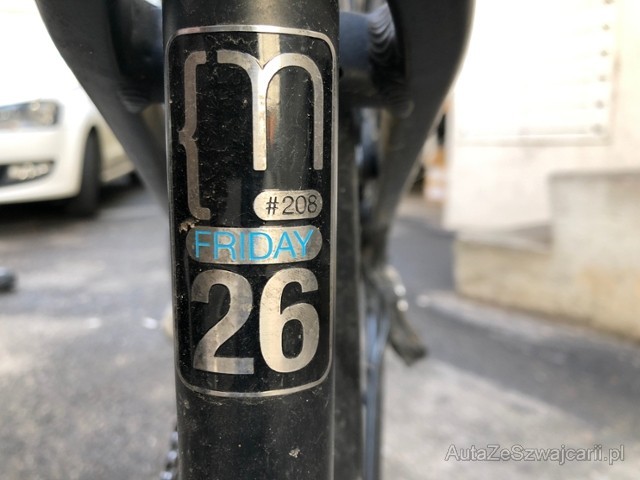 {m
#208
FRIDAY
26
AutaZeSzwajcarii.pl